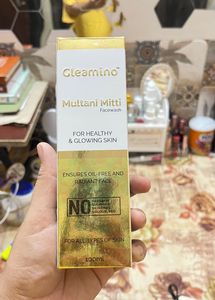 Gleamino™
Multani Mitti
Facewash
FOR HEALTHY
& GLOWING SKIN
ENSURES OIL-FREE AND
RADIANT FACE
NO
FOR ALL TYPES OF SKIN
100ml